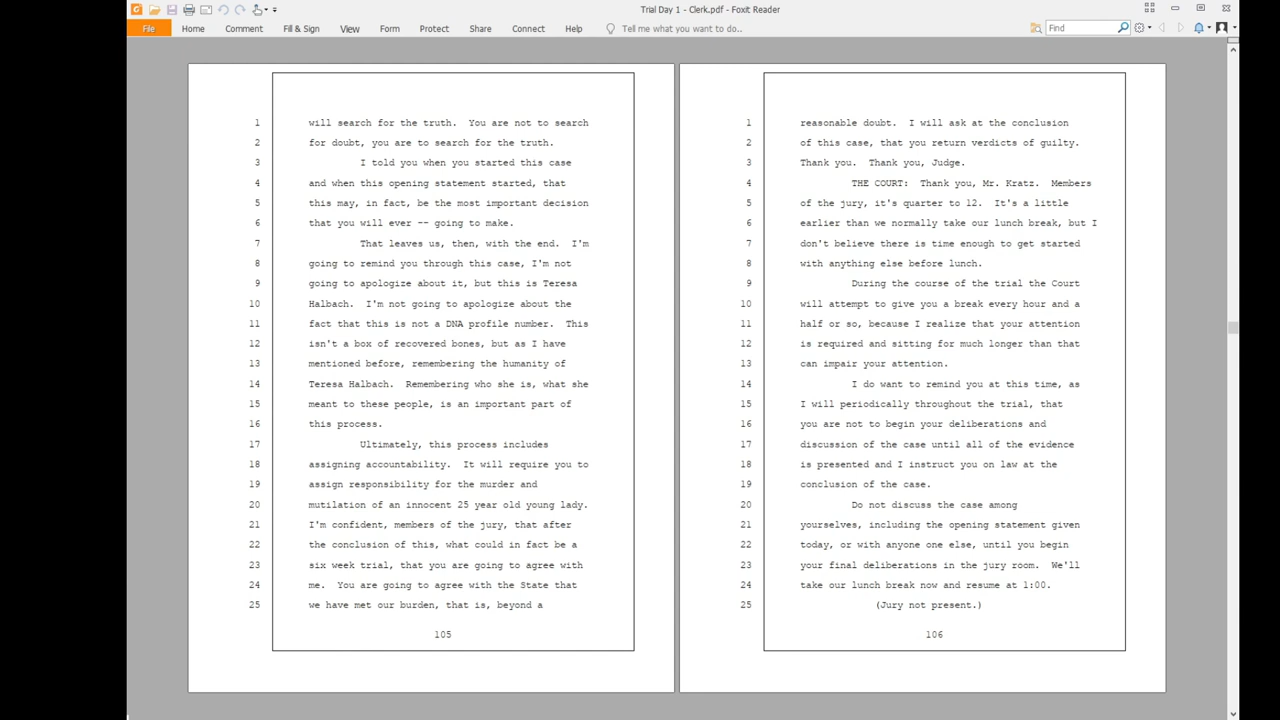 Trial Day 1 - Clerk.pdf - Foxit Reader
File Home Comment Fill & Sign View Form Protect Share Connect Help Tell me what you want to do.. Find
1 will search for the truth. You are not to search
2 for doubt, you are to search for the truth.
3 I told you when you started this case
4 and when this opening statement started, that
5 this may, in fact, be the most important decision
6 that you will ever -- going to make.
7 That leaves us, then, with the end. I'm
8 going to remind you through this case, I'm not
9 going to apologize about it, but this is Teresa
10 Halbach. I'm not going to apologize about the
11 fact that this is not a DNA profile number. This
12 isn't a box of recovered bones, but as I have
13 mentioned before, remembering the humanity of
14 Teresa Halbach. Remembering who she is, what she
15 meant to these people, is an important part of
16 this process.
17 Ultimately, this process includes
18 assigning accountability. It will require you to
19 assign responsibility for the murder and
20 mutilation of an innocent 25 year old young lady.
21 I'm confident, members of the jury, that after
22 the conclusion of this, what could in fact be a
23 six week trial, that you are going to agree with
24 me. You are going to agree with the State that
25 we have met our burden, that is, beyond a
105
1 reasonable doubt. I will ask at the conclusion
2 of this case, that you return verdicts of guilty.
3 Thank you. Thank you, Judge.
4 THE COURT: Thank you, Mr. Kratz. Members
5 of the jury, it's quarter to 12. It's a little
6 earlier than we normally take our lunch break, but I
7 don't believe there is time enough to get started
8 with anything else before lunch.
9 During the course of the trial the Court
10 will attempt to give you a break every hour and a
11 half or so, because I realize that your attention
12 is required and sitting for much longer than that
13 can impair your attention.
14 I do want to remind you at this time, as
15 I will periodically throughout the trial, that
16 you are not to begin your deliberations and
17 discussion of the case until all of the evidence
18 is presented and I instruct you on law at the
19 conclusion of the case.
20 Do not discuss the case among
21 yourselves, including the opening statement given
22 today, or with anyone one else, until you begin
23 your final deliberations in the jury room. We'll
24 take our lunch break now and resume at 1:00.
25 (Jury not present.)
106